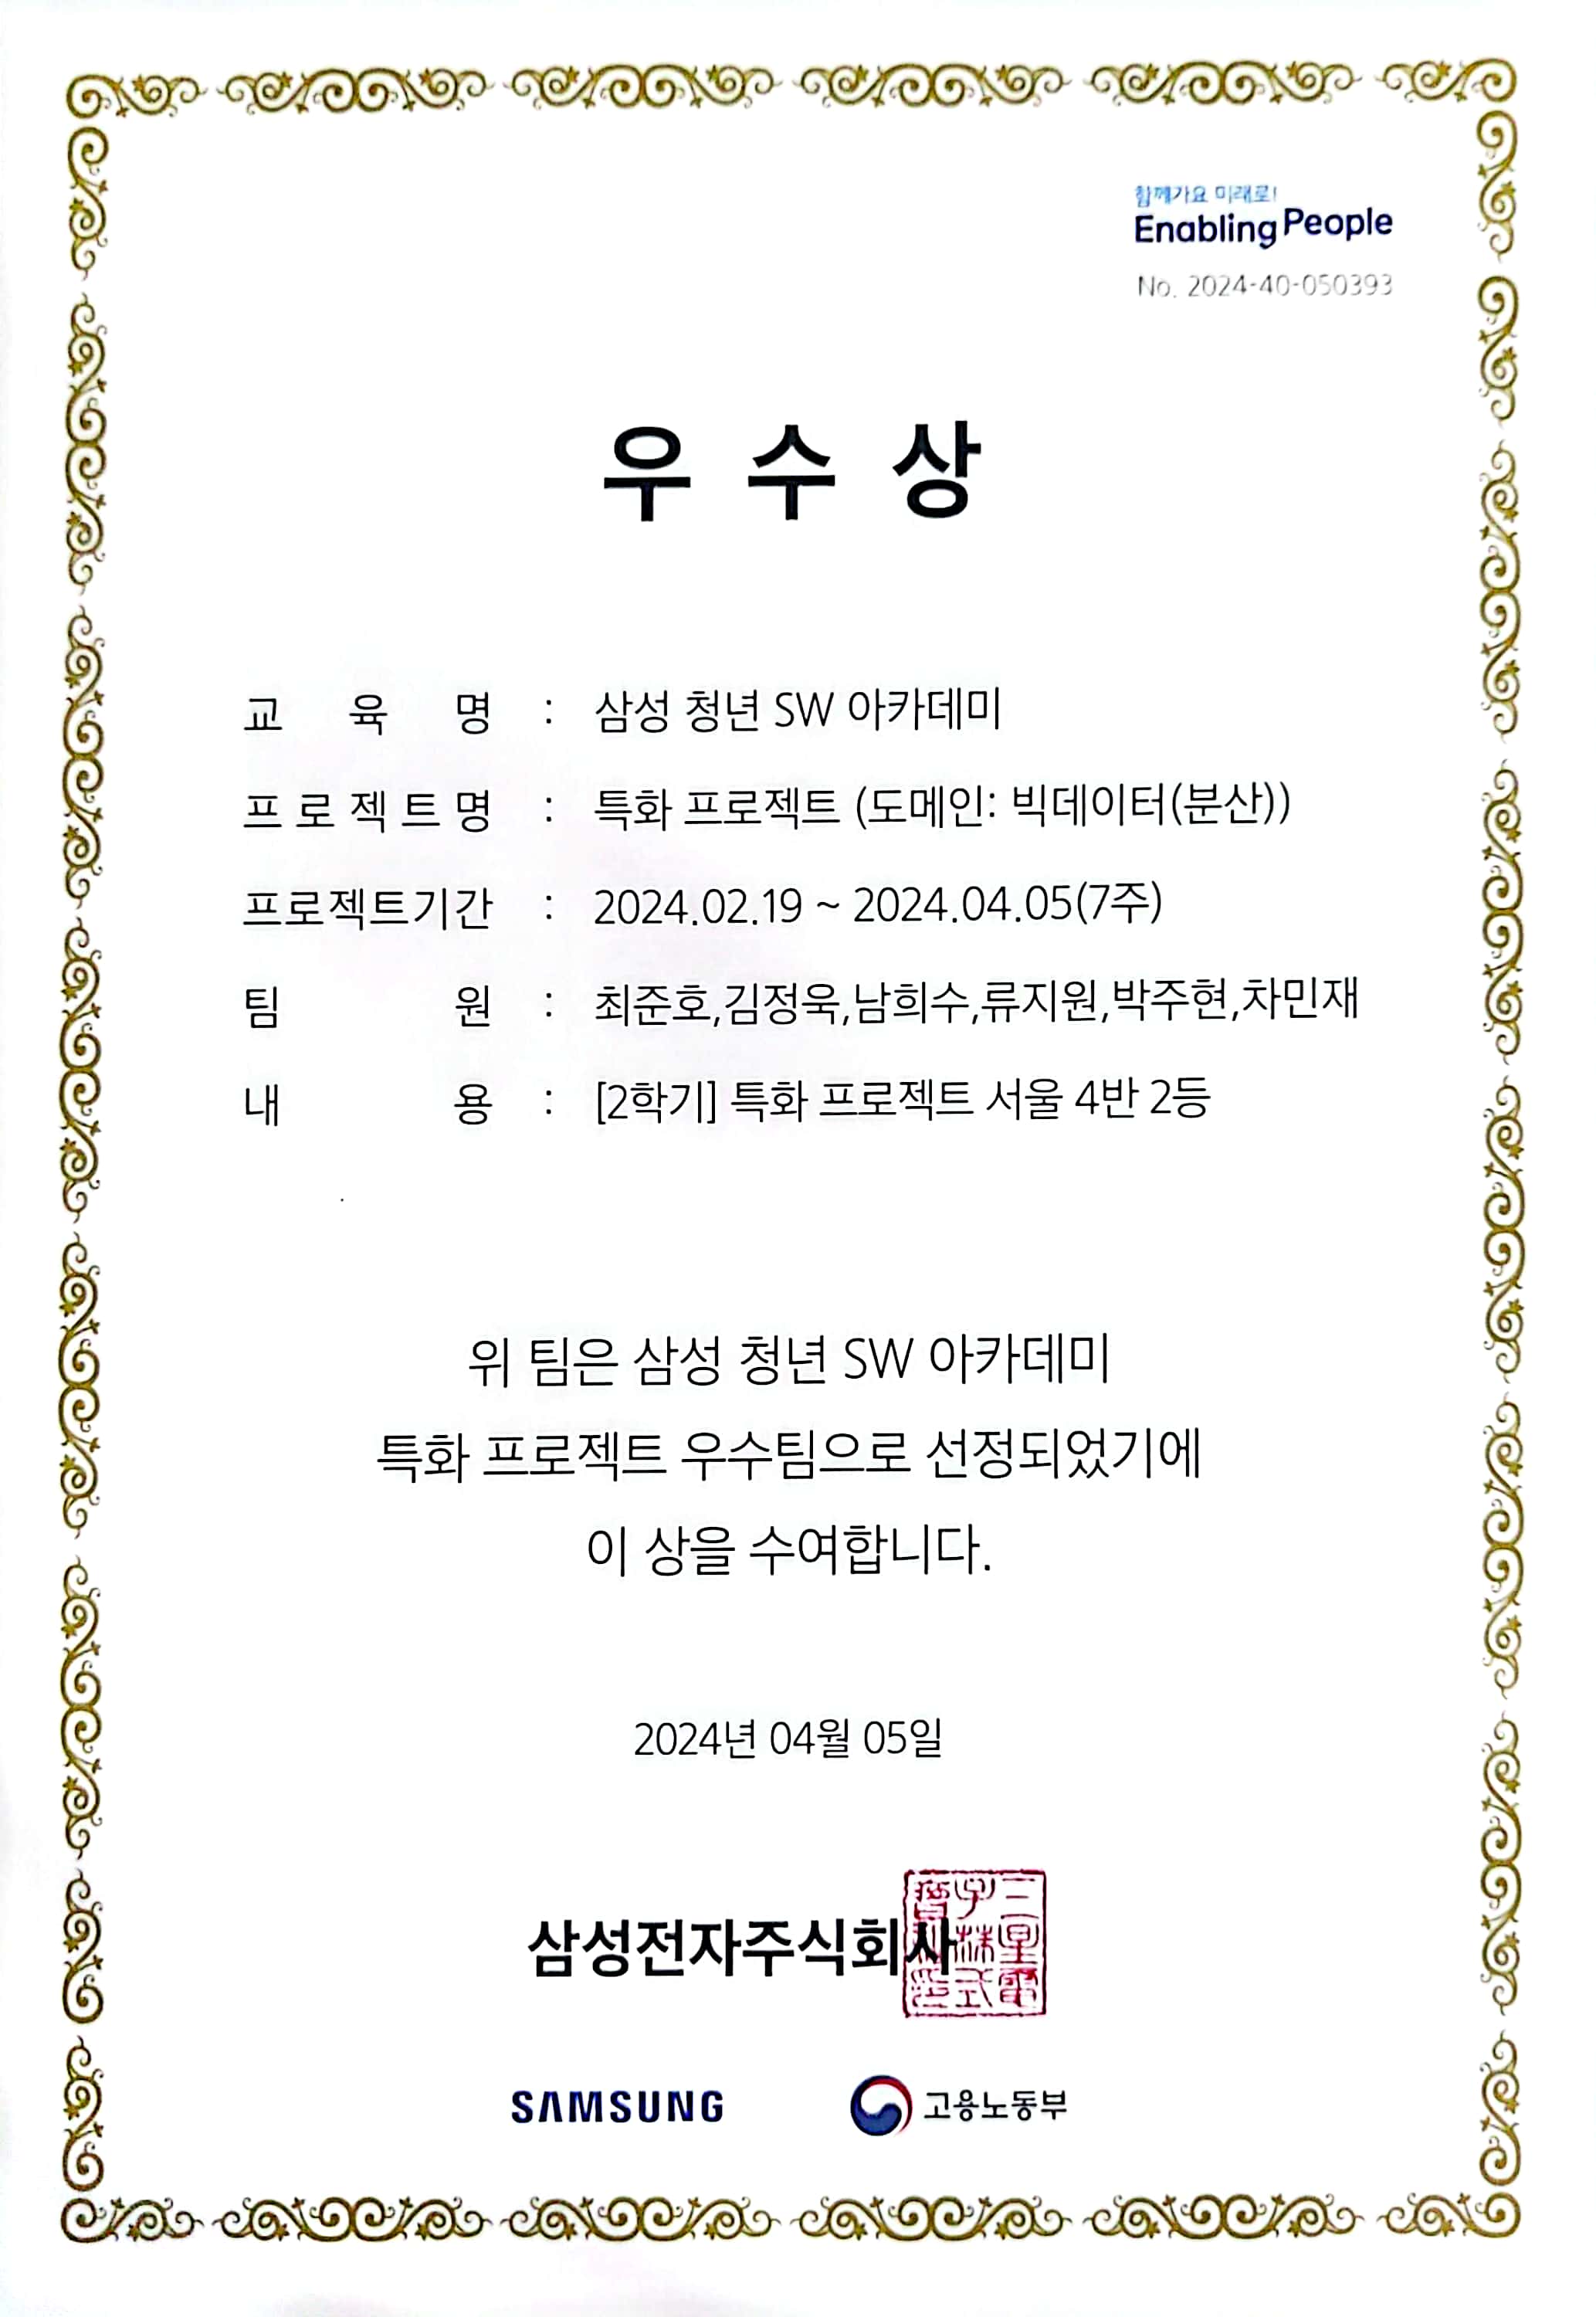 함께가요 미래로!
Enabling People
No. 2024-40-050393
우 수 상
교 육 명 : 삼성 청년 SW 아카데미
프 로 젝 트 명 : 특화 프로젝트 (도메인: 빅데이터(분산))
프로젝트기간 : 2024.02.19 ~ 2024.04.05(7주)
팀 원 : 최준호,김정욱,남희수,류지원,박주현,차민재
내 용 : [2학기] 특화 프로젝트 서울 4반 2등
위 팀은 삼성 청년 SW 아카데미
특화 프로젝트 우수팀으로 선정되었기에
이 상을 수여합니다.
2024년 04월 05일
삼성전자주식회사
SAMSUNG 고용노동부